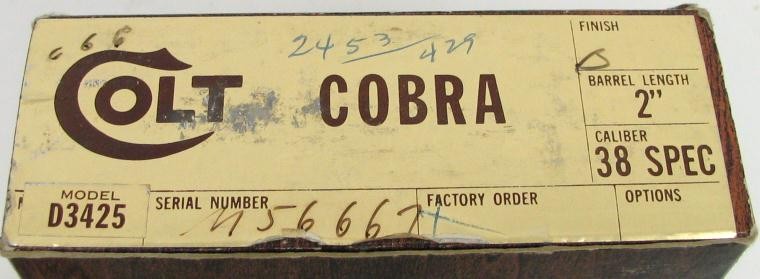 666
2453/429
COLT COBRA
FINISH
BARREL LENGTH
2"
CALIBER
38 SPEC
MODEL
D3425
SERIAL NUMBER
FACTORY ORDER
OPTIONS